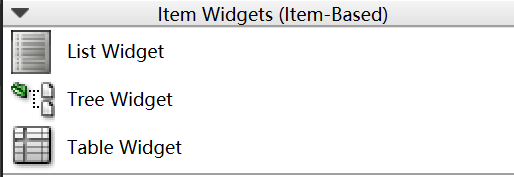 Item Widgets (Item-Based)
List Widget
Tree Widget
Table Widget